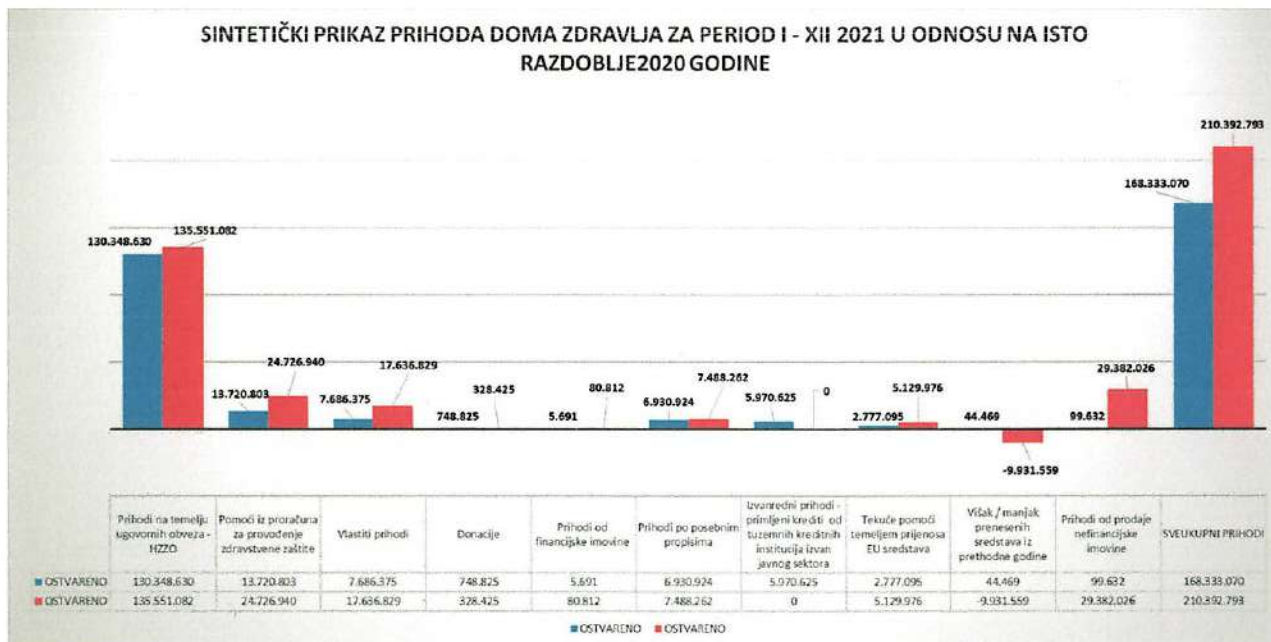 SINTETIČKI PRIKAZ PRIHODA DOMA ZDRAVLJA ZA PERIOD I - XII 2021 U ODNOSU NA ISTO
RAZDOBLJE2020 GODINE
130.348.630
135.551.082
13.720.803
24.726.940
7.686.375
17.636.829
748.825
328.425
5.691
80.812
6.930.924
7.488.262
5.970.625
0
2.777.095
5.129.976
44.469
-9.931.559
99.632
29.382.026
168.333.070
210.392.793
Prihodi na temelju
ugovornih obveza -
HZZO
Pomoći iz proračuna
za provođenje
zdravstvene zaštite
Vlastiti prihodi
Donacije
Prihodi od
financijske imovine
Prihodi po posebnim
propisima
Izvanredni prihodi -
primljeni krediti od
tuzemnih kreditnih
institucija izvan
javnog sektora
Tekuće pomoći
temeljem prijenosa
EU sredstava
Višak / manjak
prenesenih
sredstava iz
prethodne godine
Prihodi od prodaje
nefinancijske
imovine
SVEUKUPNI PRIHODI
OSTVARENO 130.348.630 13.720.803 7.686.375 748.825 5.691 6.930.924 5.970.625 2.777.095 44.469 99.632 168.333.070
OSTVARENO 135.551.082 24.726.940 17.636.829 328.425 80.812 7.488.262 0 5.129.976 -9.931.559 29.382.026 210.392.793
OSTVARENO OSTVARENO